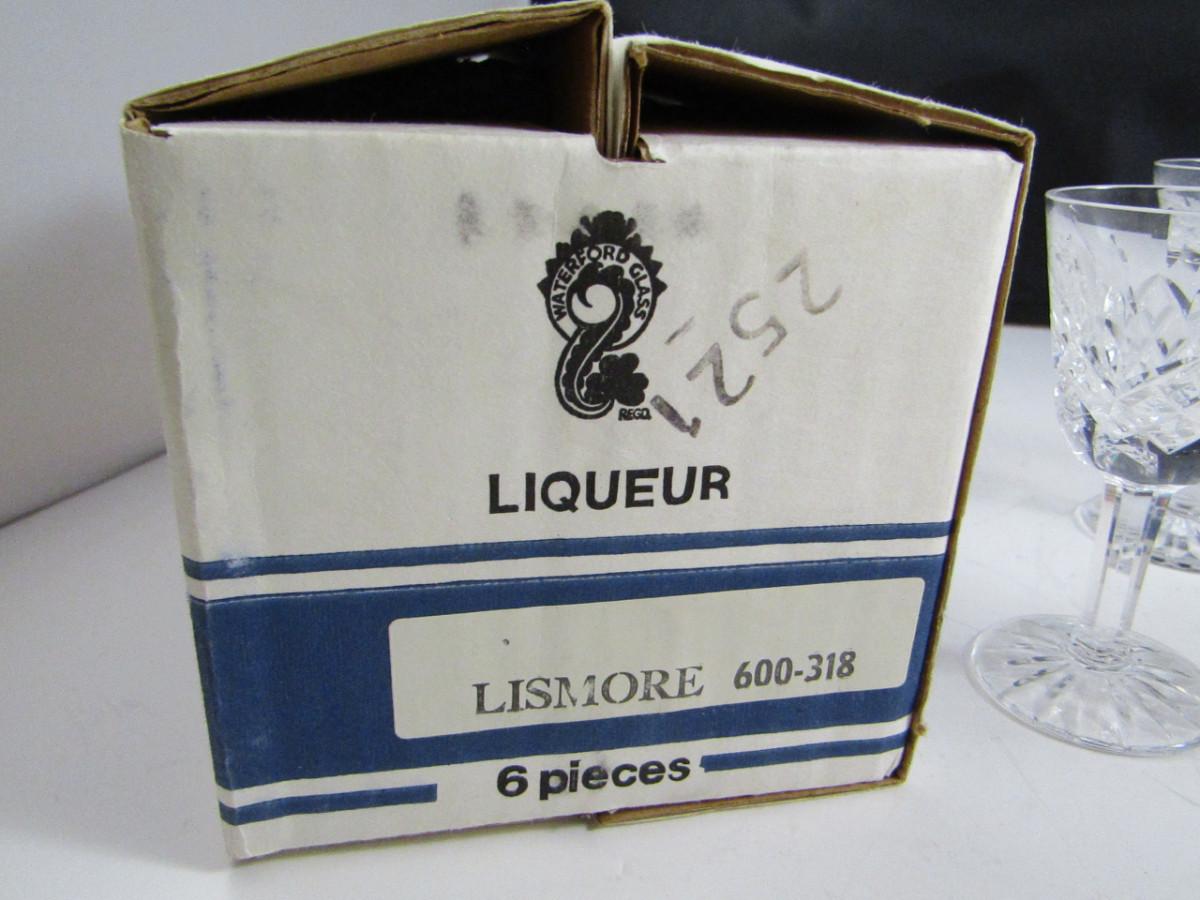 WATERFORD GLASS
REGD.
2521
LIQUEUR
LISMORE 600-318
6 pieces